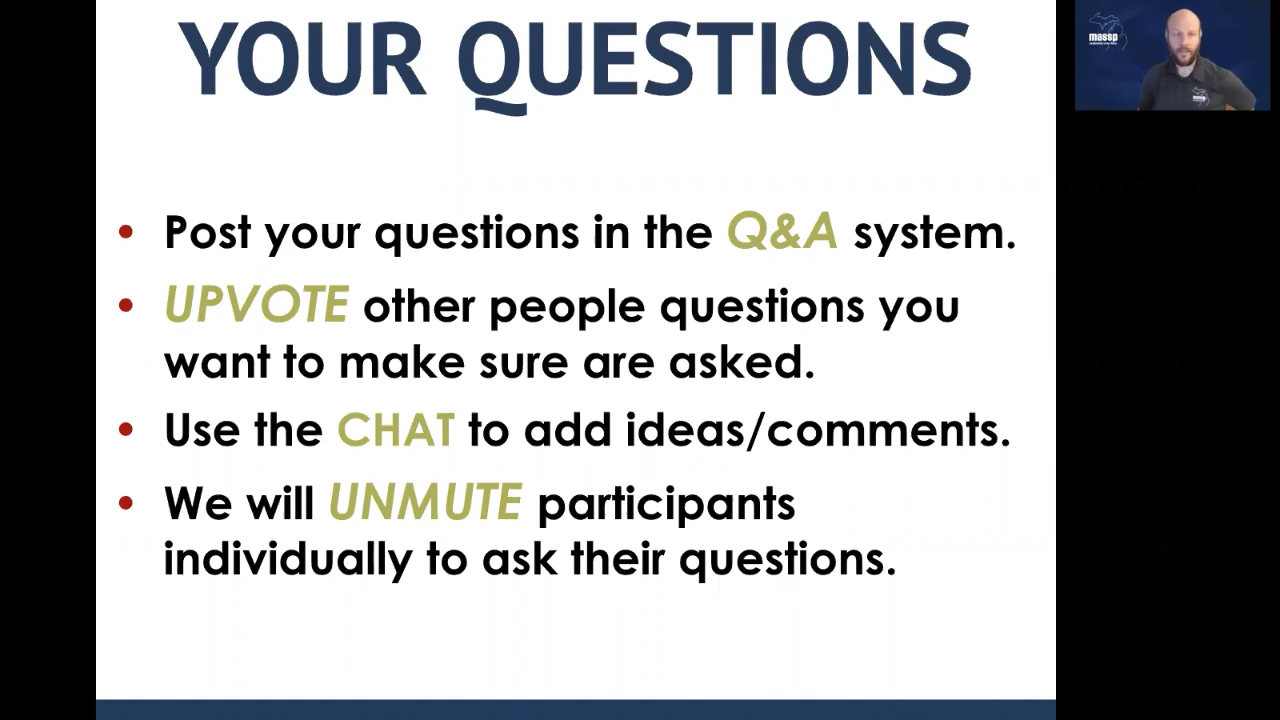 YOUR QUESTIONS
• Post your questions in the Q&A system.
• UPVOTE other people questions you
want to make sure are asked.
• Use the CHAT to add ideas/comments.
• We will UNMUTE participants
individually to ask their questions.
massp